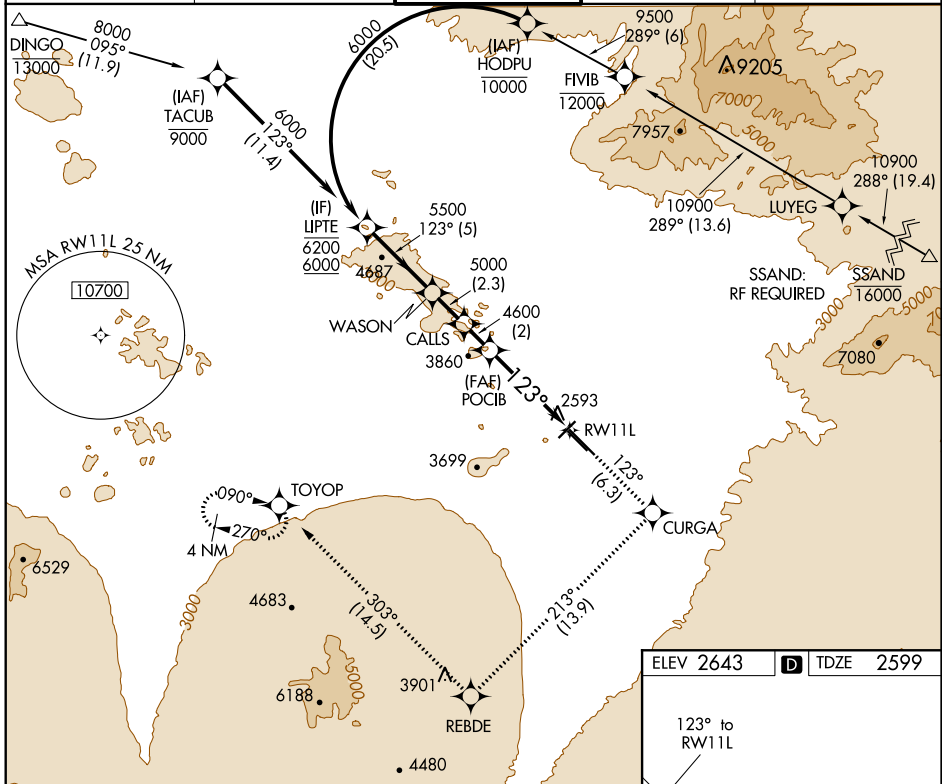 8000
095°
(11.9)
DINGO
13000
(IAF)
TACUB
9000
6000
123°
(11.4)
6000
(20.5)
(IAF)
HODPU
10000
9500
289° (6)
FIVIB
12000
9205
7000
7957
5000
10900
288° (19.4)
10900
289° (13.6)
LUYEG
SSAND:
RF REQUIRED
SSAND
16000
3000
7080
(IF)
LIPTE
6200
6000
5500
123° (5)
4687
5000
(2.3)
WASON
CALLS
4600
(2)
3860
(FAF)
POCIB
123°
2593
RW11L
3699
123°
(6.3)
CURGA
MSA RW11L 25 NM
10700
090°
TOYOP
270°
4 NM
6529
3000
4683
303°
(14.5)
213°
(13.9)
5000
6188
3901
REBDE
4480
ELEV 2643 D TDZE 2599
123° to
RW11L